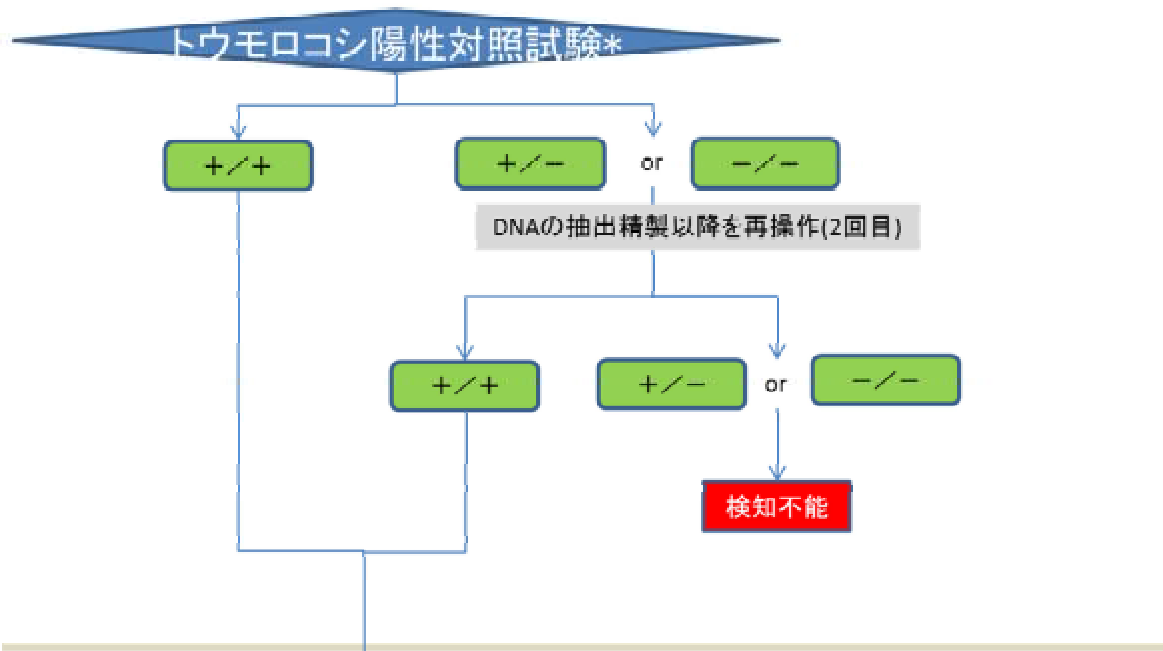 トウモロコシ陽性対照試験*
+/+
+/- or -/-
DNAの抽出精製以降を再操作(2回目)
+/+
+/- or -/-
検知不能